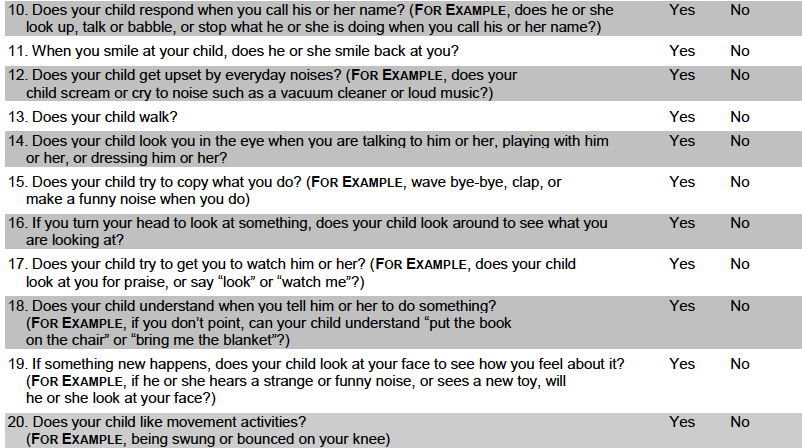 10. Does your child respond when you call his or her name? (FOR EXAMPLE, does he or she Yes No
look up, talk or babble, or stop what he or she is doing when you call his or her name?)
11. When you smile at your child, does he or she smile back at you? Yes No
12. Does your child get upset by everyday noises? (FOR EXAMPLE, does your Yes No
child scream or cry to noise such as a vacuum cleaner or loud music?)
13. Does your child walk? Yes No
14. Does your child look you in the eye when you are talking to him or her, playing with him Yes No
or her, or dressing him or her?
15. Does your child try to copy what you do? (FOR EXAMPLE, wave bye-bye, clap, or Yes No
make a funny noise when you do)
16. If you turn your head to look at something, does your child look around to see what you Yes No
are looking at?
17. Does your child try to get you to watch him or her? (FOR EXAMPLE, does your child Yes No
look at you for praise, or say “look” or “watch me”?)
18. Does your child understand when you tell him or her to do something? Yes No
(FOR EXAMPLE, if you don’t point, can your child understand “put the book
on the chair” or “bring me the blanket”?)
19. If something new happens, does your child look at your face to see how you feel about it? Yes No
(FOR EXAMPLE, if he or she hears a strange or funny noise, or sees a new toy, will
he or she look at your face?)
20. Does your child like movement activities? Yes No
(FOR EXAMPLE, being swung or bounced on your knee)